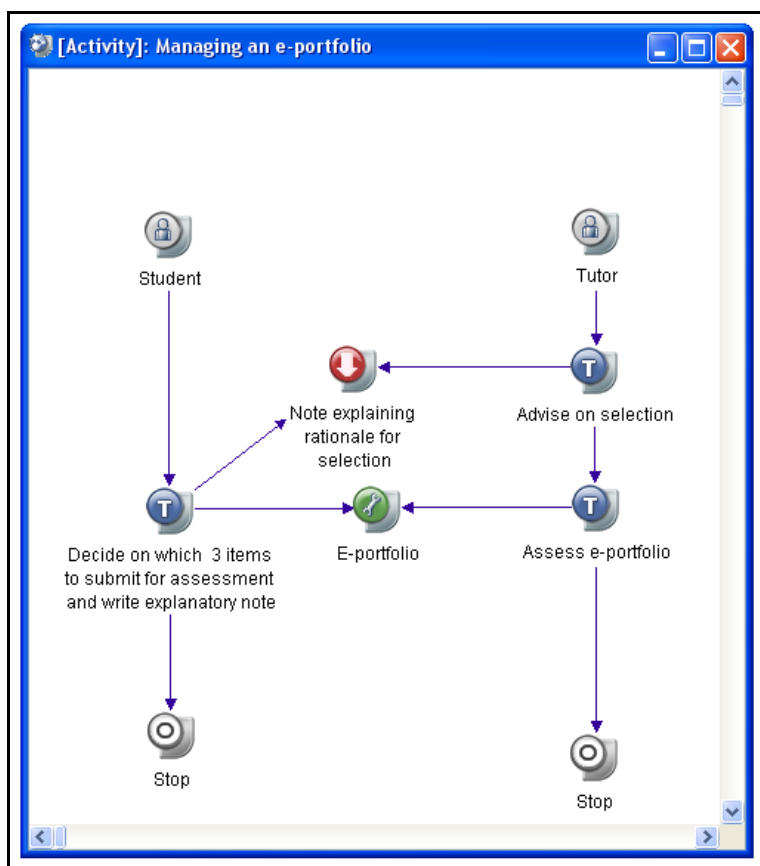 [Activity]: Managing an e-portfolio
Student
Tutor
T
Note explaining
rationale for
selection
Advise on selection
T
T
Decide on which 3 items
to submit for assessment
and write explanatory note
E-portfolio
Assess e-portfolio
Stop
Stop